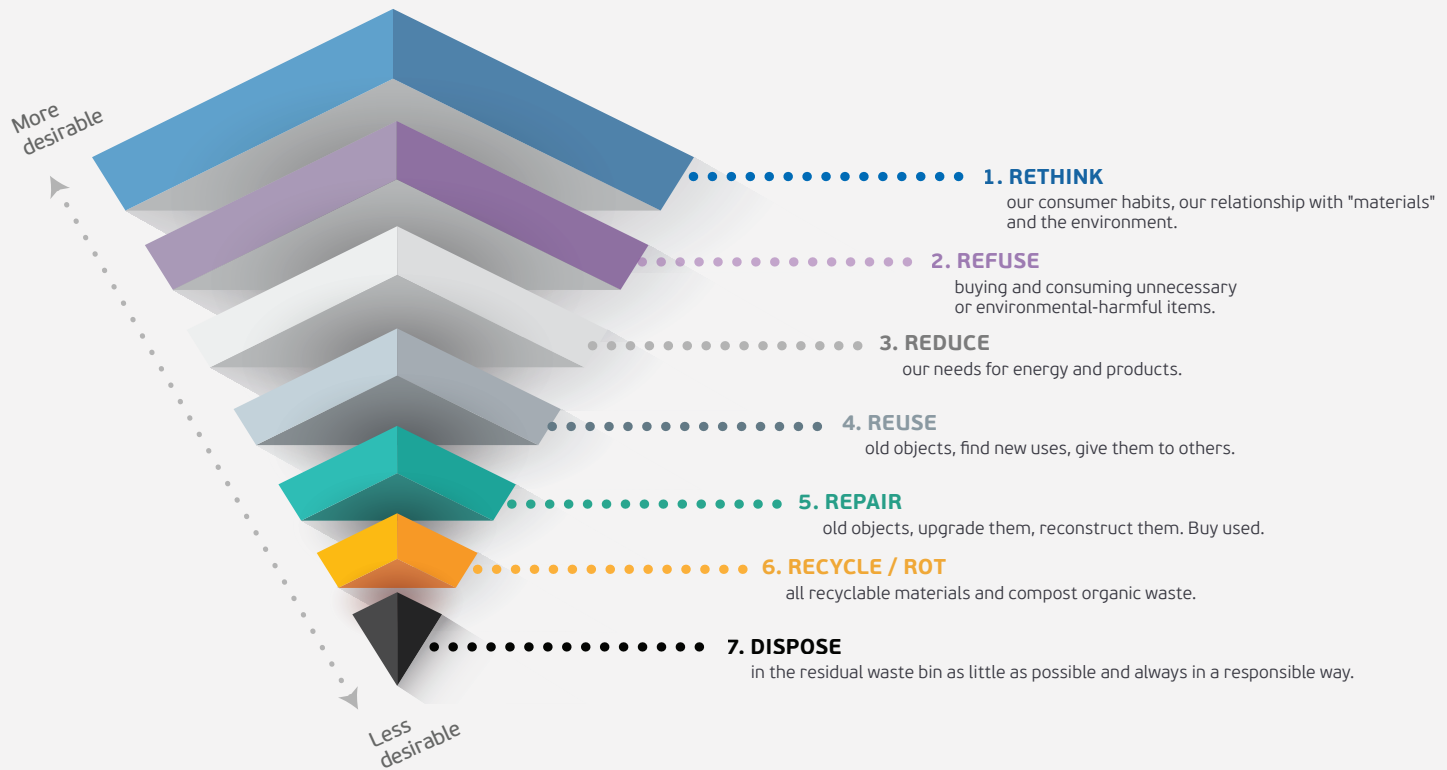 More
desirable
1. RETHINK
our consumer habits, our relationship with "materials"
and the environment.
2. REFUSE
buying and consuming unnecessary
or environmental-harmful items.
3. REDUCE
our needs for energy and products.
4. REUSE
old objects, find new uses, give them to others.
5. REPAIR
old objects, upgrade them, reconstruct them. Buy used.
6. RECYCLE / ROT
all recyclable materials and compost organic waste.
7. DISPOSE
in the residual waste bin as little as possible and always in a responsible way.
Less
desirable